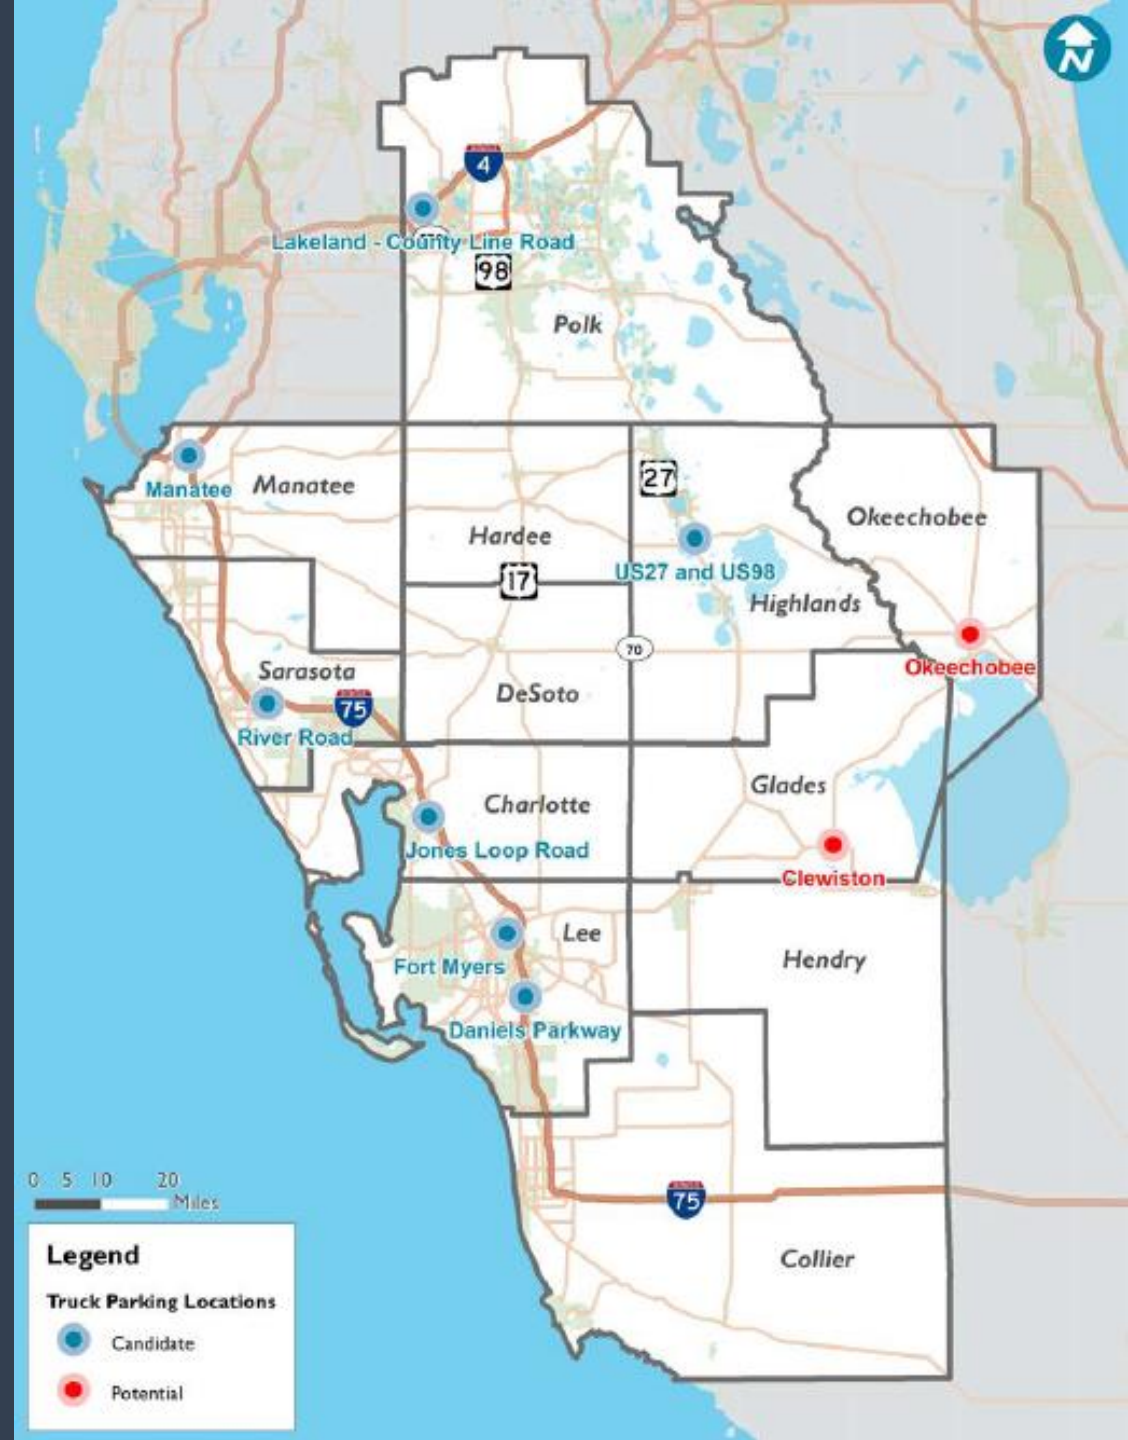 N
4
Lakeland - County Line Road
98
Polk
27
Manatee
Manatee
Okeechobee
Hardee
17
US27 and US98
Highlands
70
Okeechobee
Sarasota
DeSoto
75
River Road
Glades
Charlotte
Jones Loop Road
Clewiston
Lee
Fort Myers
Hendry
Daniels Parkway
0 5 10 20
Miles
75
Collier
Legend
Truck Parking Locations
Candidate
Potential